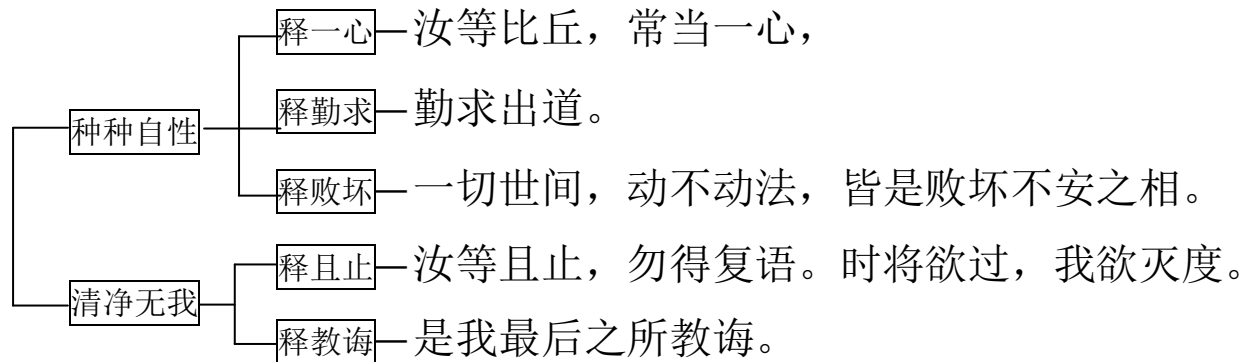 释一心 汝等比丘，常当一心，
释勤求 勤求出道。
种种自性
释败坏 一切世间，动不动法，皆是败坏不安之相。
释且止 汝等且止，勿得复语。时将欲过，我欲灭度。
清净无我
释教诲 是我最后之所教诲。